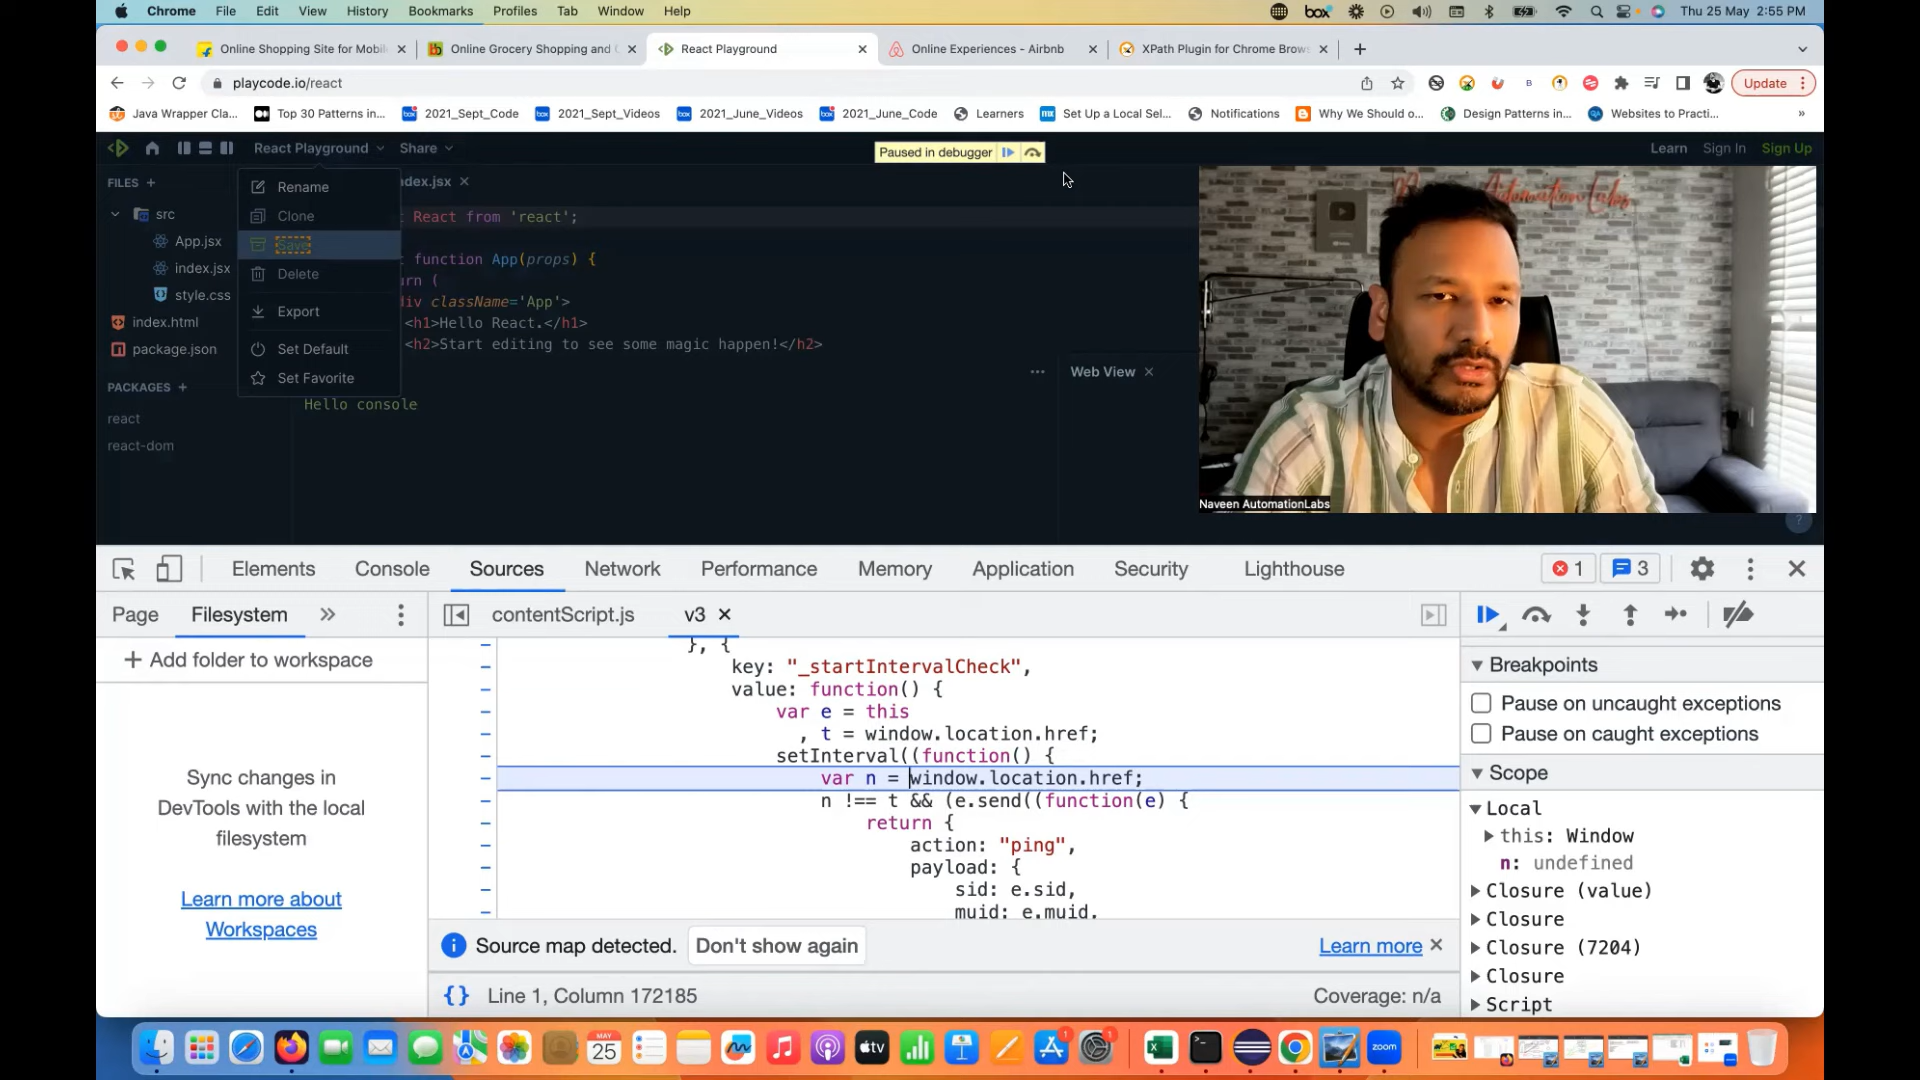 Chrome File Edit View History Bookmarks Profiles Tab Window Help
box
Thu 25 May 2:55 PM
Online Shopping Site for Mobil
Online Grocery Shopping and
React Playground
Online Experiences - Airbnb
XPath Plugin for Chrome Brow
playcode.io/react
Update
Java Wrapper Cla...
Top 30 Patterns in...
2021_Sept_Code
2021_Sept_Videos
2021_June_Videos
2021_June_Code
Learners
Set Up a Local Sel...
Notifications
Why We Should o...
Design Patterns in...
Websites to Practi...
React Playground
Share
Paused in debugger
Learn
Sign In
Sign Up
FILES +
src
App.jsx
index.jsx
style.css
index.html
package.json
PACKAGES +
react
react-dom
Rename
Clone
Save
Delete
Export
Set Default
Set Favorite
ndex.jsx
t React from 'react';
t function App(props) {
urn (
div className='App'>
<h1>Hello React.</h1>
<h2>Start editing to see some magic happen!</h2>
Hello console
Web View
Automation Labs
Naveen AutomationLabs
Elements
Console
Sources
Network
Performance
Memory
Application
Security
Lighthouse
1
3
Page
Filesystem
contentScript.js
v3
+ Add folder to workspace
Sync changes in
DevTools with the local
filesystem
Learn more about
Workspaces
}, {
key: "_startIntervalCheck",
value: function() {
var e = this
, t = window.location.href;
setInterval((function() {
var n = window.location.href;
n !== t && (e.send((function(e) {
return {
action: "ping",
payload: {
sid: e.sid,
muid: e.muid,
Source map detected.
Don't show again
Learn more
{} Line 1, Column 172185
Coverage: n/a
Breakpoints
Pause on uncaught exceptions
Pause on caught exceptions
Scope
Local
this: Window
n: undefined
Closure (value)
Closure
Closure (7204)
Closure
Script
MAY
25
tv
1
1
zoom